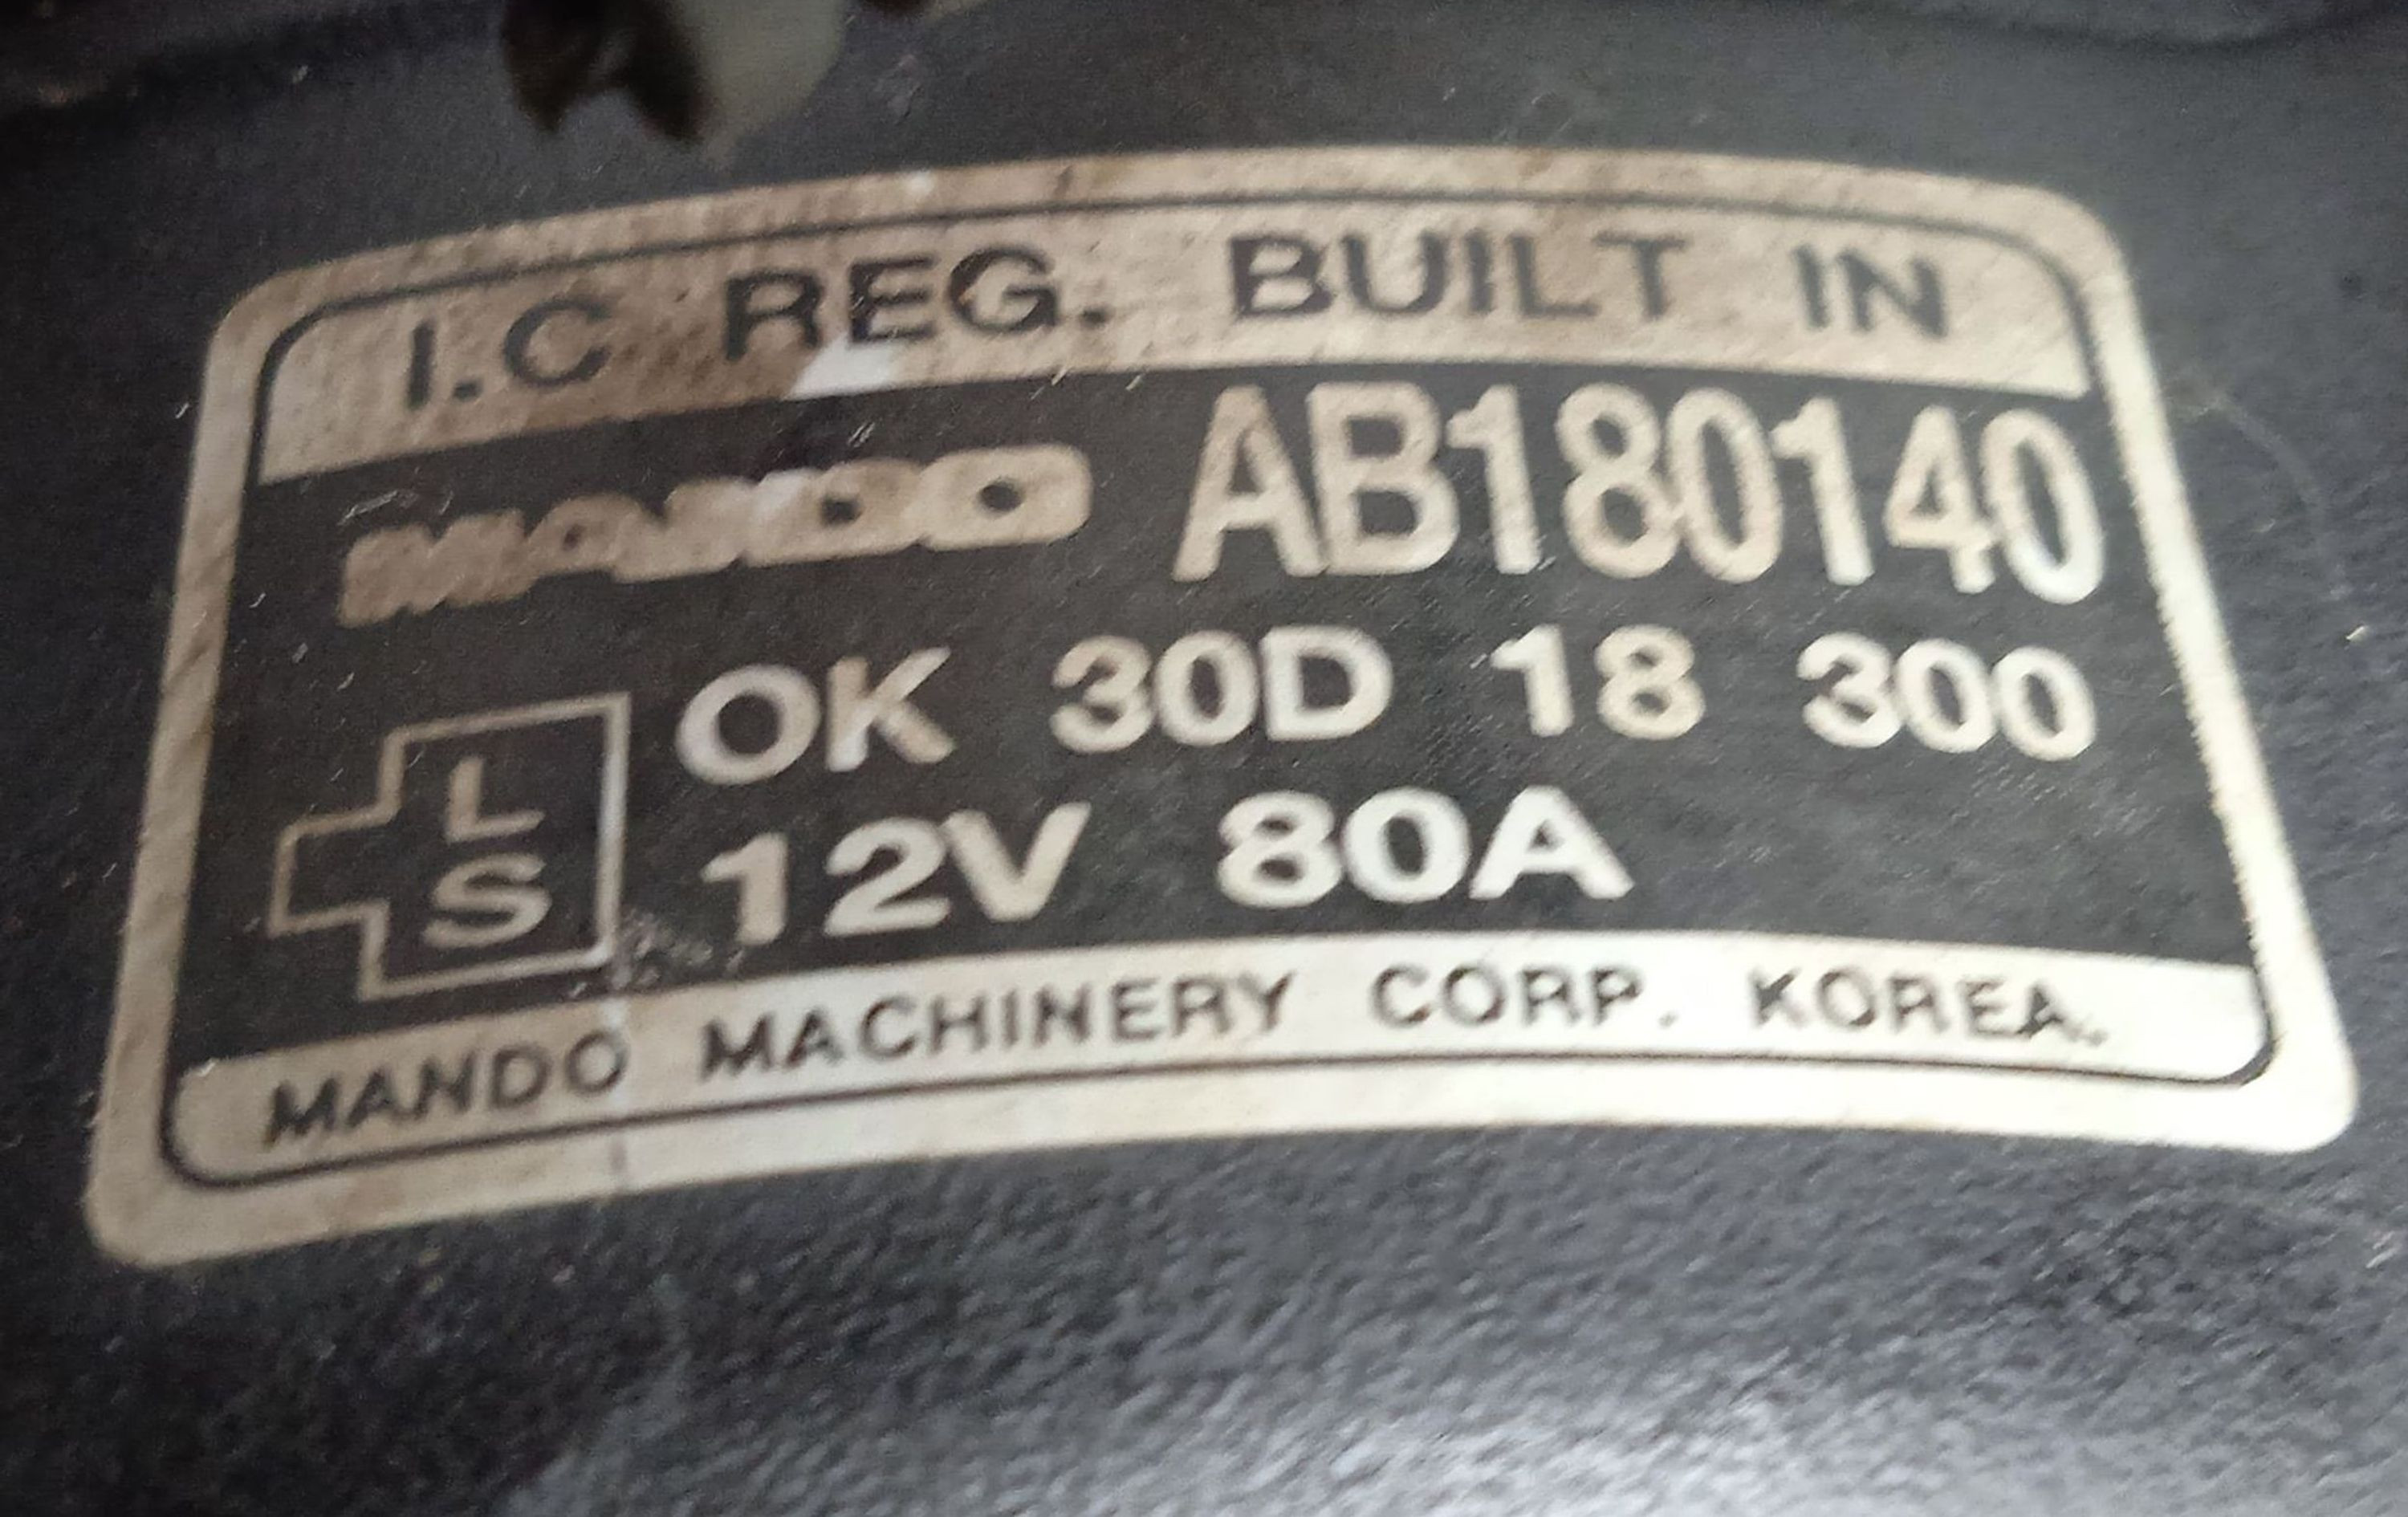 I.C REG. BUILT IN
MANDO AB180140
OK 30D 18 300
L
S
12V 80A
MANDO MACHINERY CORP. KOREA.